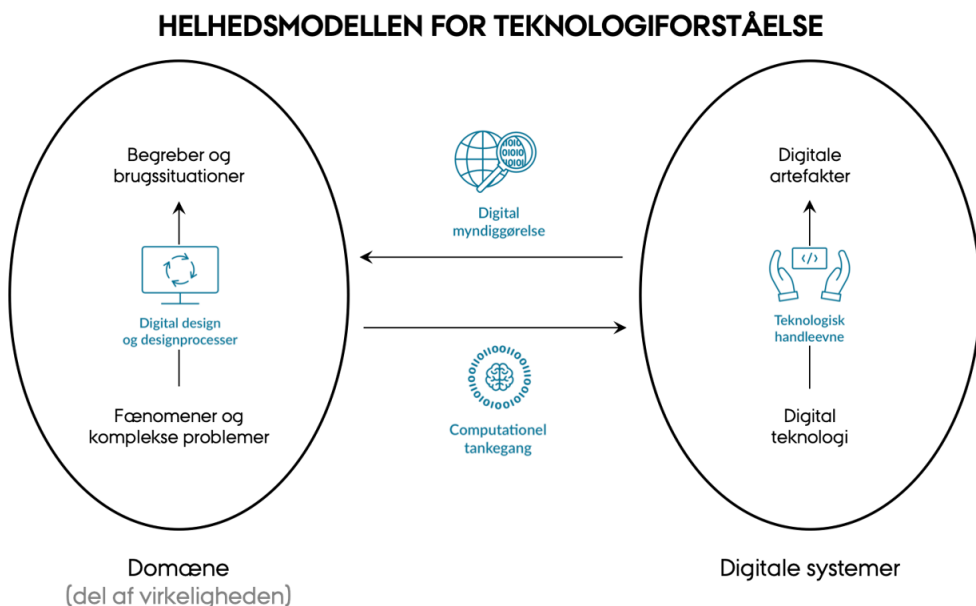 HELHEDSMODELLEN FOR TEKNOLOGIFORSTÅELSE
Begreber og
brugssituationer
Digital design
og designprocesser
Fænomener og
komplekse problemer
Domæne
(del af virkeligheden)
Digital
myndiggørelse
Computationel
tankegang
Digitale
artefakter
</>
Teknologisk
handleevne
Digital
teknologi
Digitale systemer